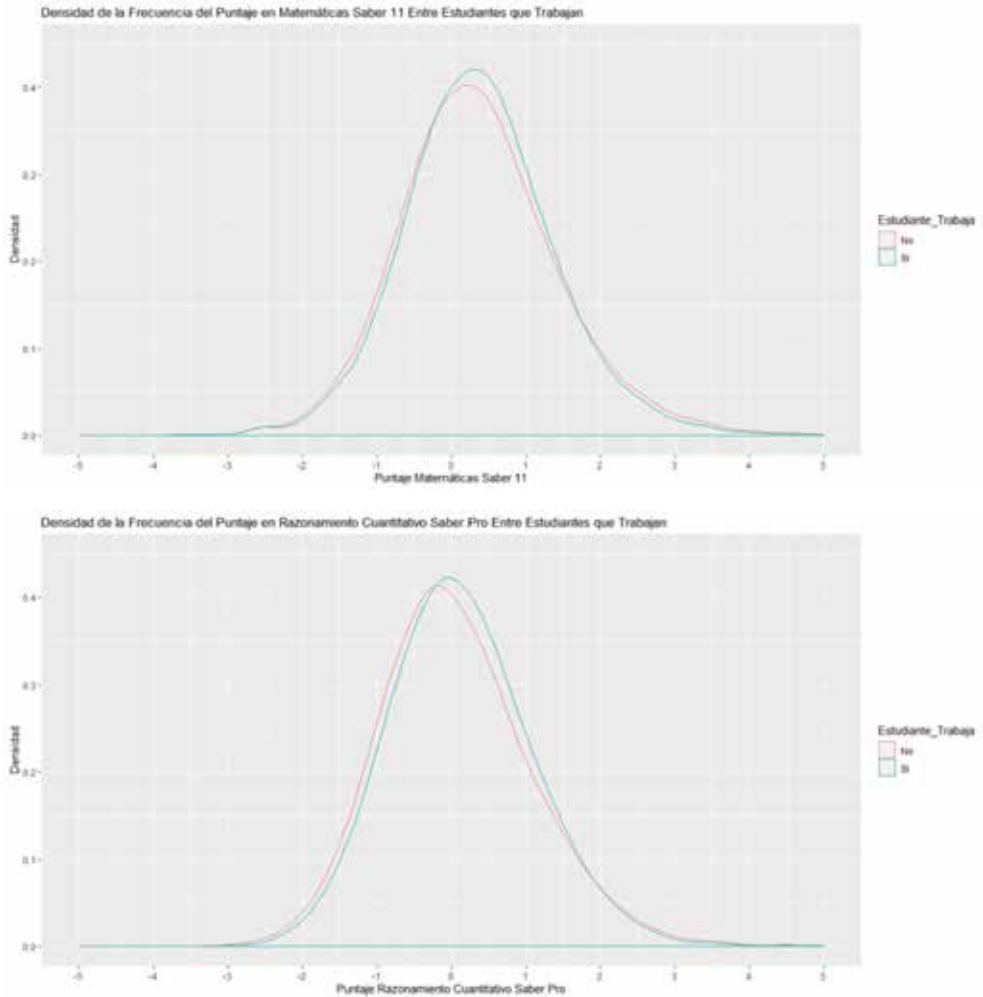 Densidad de la Frecuencia del Puntaje en Matemáticas Saber 11 Entre Estudiantes que Trabajan
0.4
0.3
0.2
0.1
0.0
Densidad
-5 -4 -3 -2 -1 0 1 2 3 4 5
Puntaje Matemáticas Saber 11
Estudiante_Trabaja
No
Si
Densidad de la Frecuencia del Puntaje en Razonamiento Cuantitativo Saber Pro Entre Estudiantes que Trabajan
0.4
0.3
0.2
0.1
0.0
Densidad
-5 -4 -3 -2 -1 0 1 2 3 4 5
Puntaje Razonamiento Cuantitativo Saber Pro
Estudiante_Trabaja
No
Si